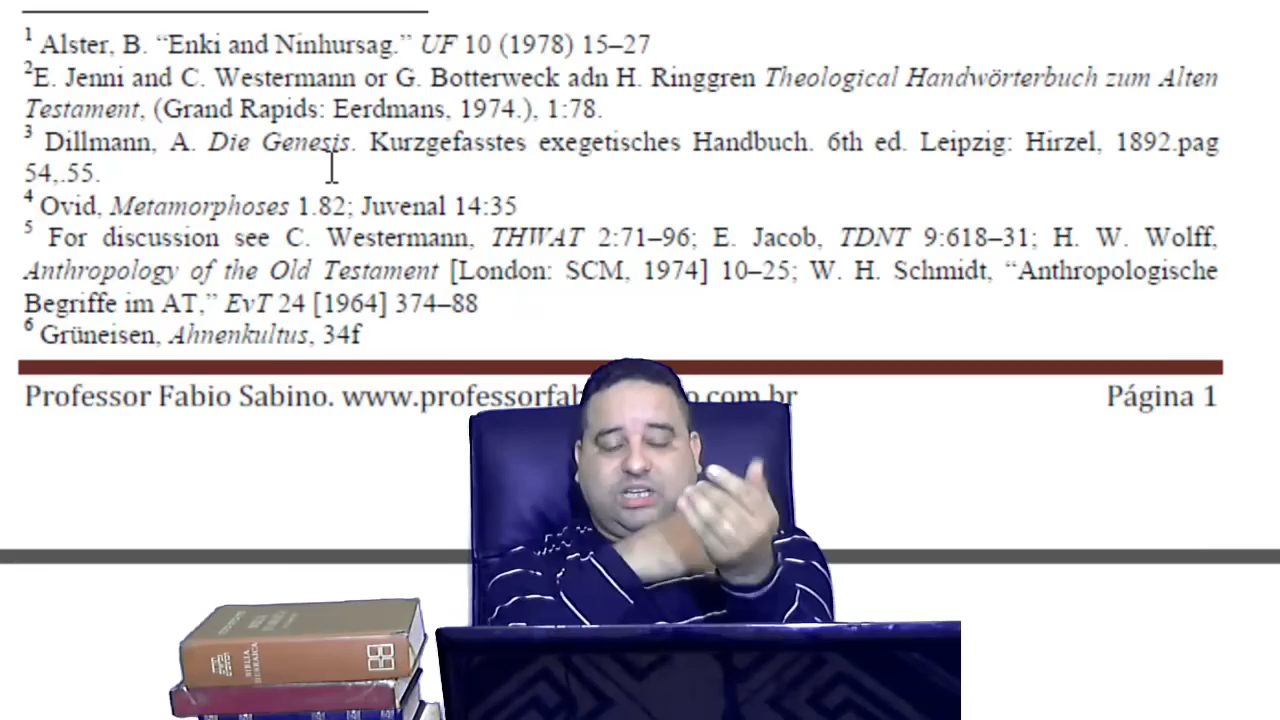 1 Alster, B. “Enki and Ninhursag.” UF 10 (1978) 15–27
2E. Jenni and C. Westermann or G. Botterweck adn H. Ringgren Theological Handwörterbuch zum Alten
Testament, (Grand Rapids: Eerdmans, 1974.), 1:78.
3 Dillmann, A. Die Genesis. Kurzgefasstes exegetisches Handbuch. 6th ed. Leipzig: Hirzel, 1892.pag
54,.55.
4 Ovid, Metamorphoses 1.82; Juvenal 14:35
5 For discussion see C. Westermann, THWAT 2:71–96; E. Jacob, TDNT 9:618–31; H. W. Wolff,
Anthropology of the Old Testament [London: SCM, 1974] 10–25; W. H. Schmidt, “Anthropologische
Begriffe im AT,” EvT 24 [1964] 374–88
6 Grüneisen, Ahnenkultus, 34f
Professor Fabio Sabino. www.professorfab o.com.br Página 1
BIBLIA
HEBRAICA